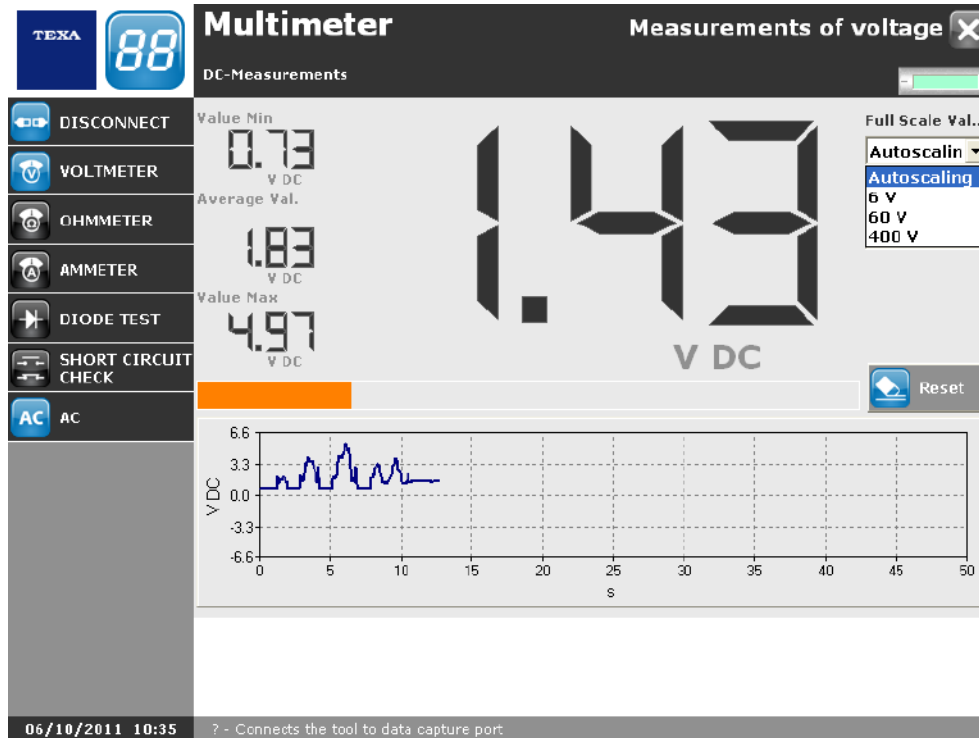 TEXA
88
Multimeter
Measurements of voltage
DC-Measurements
DISCONNECT
VOLTMETER
OHMMETER
AMMETER
DIODE TEST
SHORT CIRCUIT
CHECK
AC AC
Value Min
0.73
V DC
Average Val.
1.83
V DC
Value Max
4.97
V DC
1.43
V DC
Full Scale Val..
Autoscalin
Autoscaling
6 V
60 V
400 V
Reset
V DC
6.6
3.3
0.0
-3.3
-6.6
0 5 10 15 20 25 30 35 40 45 50
s
06/10/2011 10:35
? - Connects the tool to data capture port